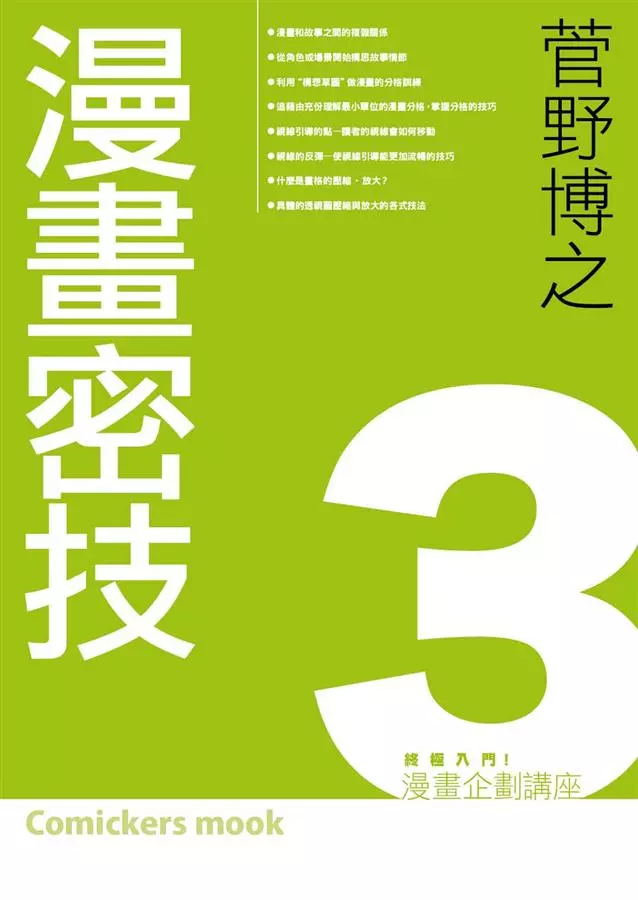 漫畫密技
●漫畫和故事之間的複雜關係
●從角色或場景開始構思故事情節
●利用“構想草圖”做漫畫的分格訓練
●這藉由充份理解最小單位的漫畫分格，掌握分格的技巧
●視線引導的點—讀者的視線會如何移動
●視線的反彈—使視線引導能更加流暢的技巧
●什麼是畫格的壓縮・放大？
●具體的透視圖壓縮與放大的各式技法
菅野博之
3
終極入門！
漫畫企劃講座
Comickers mook